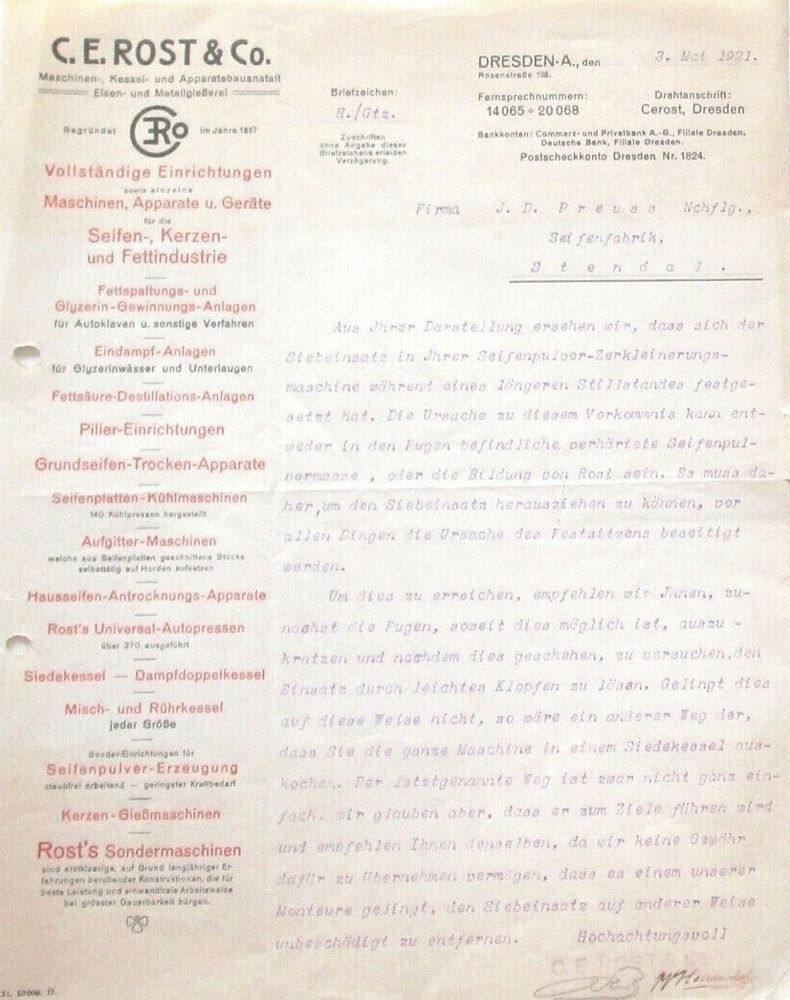 C. E. ROST & Co.
Maschinen-, Kessel- und Apparatebauanstalt
Eisen- und Metallgießerei
Gegründet CERo im Jahre 1857
Vollständige Einrichtungen
sowie einzelne
Maschinen, Apparate u. Geräte
für die
Seifen-, Kerzen-
und Fettindustrie
Fettspaltungs- und
Glyzerin-Gewinnungs-Anlagen
für Autoklaven u. sonstige Verfahren
Eindampf-Anlagen
für Glyzerinwässer und Unterlaugen
Fettsäure-Destillations-Anlagen
Pilier-Einrichtungen
Grundseifen-Trocken-Apparate
Seifenplatten-Kühlmaschinen
140 Kühlpressen hergestellt
Aufgitter-Maschinen
welche aus Seifenplatten geschnittene Stücke
selbsttätig auf Horden aufsetzen
Hausseifen-Antrocknungs-Apparate
Rost's Universal-Autopressen
über 370 ausgeführt
Siedekessel — Dampfdoppelkessel
Misch- und Rührkessel
jeder Größe
Sonder-Einrichtungen für
Seifenpulver-Erzeugung
staubfrei arbeitend — geringster Kraftbedarf
Kerzen-Gießmaschinen
Rost's Sondermaschinen
sind erstklassige, auf Grund langjähriger Er-
fahrungen beruhender Konstruktionen, die für
beste Leistung und einwandfreie Arbeitsweise
bei grösster Dauerbarkeit bürgen.
Briefzeichen:
H./Gtz.
Zuschriften
ohne Angabe dieses
Briefzeichens erleiden
Verzögerung.
DRESDEN-A., den 3. Mai 1921.
Rosenstraße 103.
Fernsprechnummern: Drahtanschrift:
14065 ∘ 20068 Cerost, Dresden
Bankkonten: Commerz- und Privatbank A.-G., Filiale Dresden,
Deutsche Bank, Filiale Dresden.
Postscheckkonto Dresden Nr. 1824.
Firma J. D. Preuss Nchflg.,
Seifenfabrik,
Stendal.
Aus Jhrer Darstellung ersehen wir, dass sich der
Siebeinsatz in Jhrer Seifenpulver-Zerkleinerungs-
maschine während eines längeren Stillstandes festge-
setzt hat. Die Ursache zu diesem Vorkommnis kann ent-
weder in den Fugen befindliche, verhärtete Seifenpul-
vermasse , oder die Bildung von Rost sein. Es muss da-
her,um den Siebeinsatz herausziehen zu können, vor
allen Dingen die Ursache des Festsitzens beseitigt
werden.
Um dies zu erreichen, empfehlen wir Jhnen, zu-
nächst die Fugen, soweit dies möglich ist, auszu -
kratzen und nachdem dies geschehen, zu versuchen,den
Einsatz durch leichtes Klopfen zu lösen. Gelingt dies
auf diese Weise nicht, so wäre ein anderer Weg der,
dass Sie die ganze Maschine in einem Siedekessel aus-
kochen. Der letztgenannte Weg ist zwar nicht ganz ein-
fach. wir glauben aber, dass er zum Ziele führen wird
und empfehlen Ihnen denselben, da wir keine Gewähr
dafür zu übernehmen vermögen, dass es einem unserer
Monteure gelingt, den Siebeinsatz auf anderen Weise
unbeschädigt zu entfernen. Hochachtungsvoll
C. E. ROST &